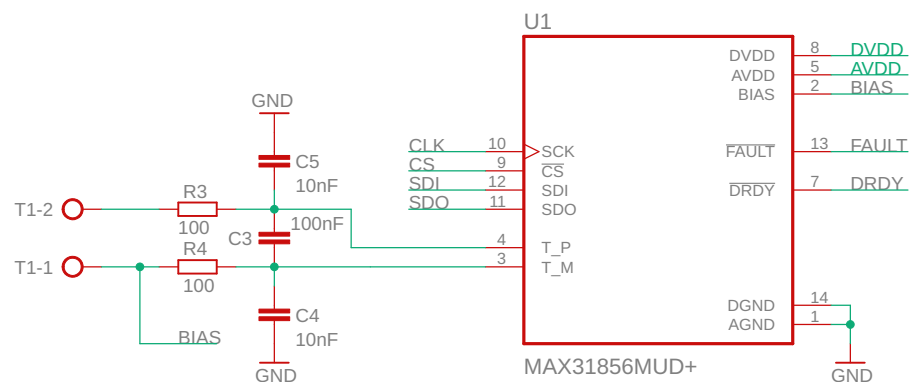 U1
DVDD 8 DVDD
AVDD 5 AVDD
BIAS 2 BIAS
GND
CLK 10 SCK
FAULT 13 FAULT
C5
CS 9 CS
10nF
SDI 12 SDI
DRDY 7 DRDY
R3
SDO 11 SDO
T1-2
100
100nF
C3
R4
4 T_P
T1-1
3 T_M
100
DGND 14
C4
AGND 1
BIAS
10nF
GND
MAX31856MUD+
GND